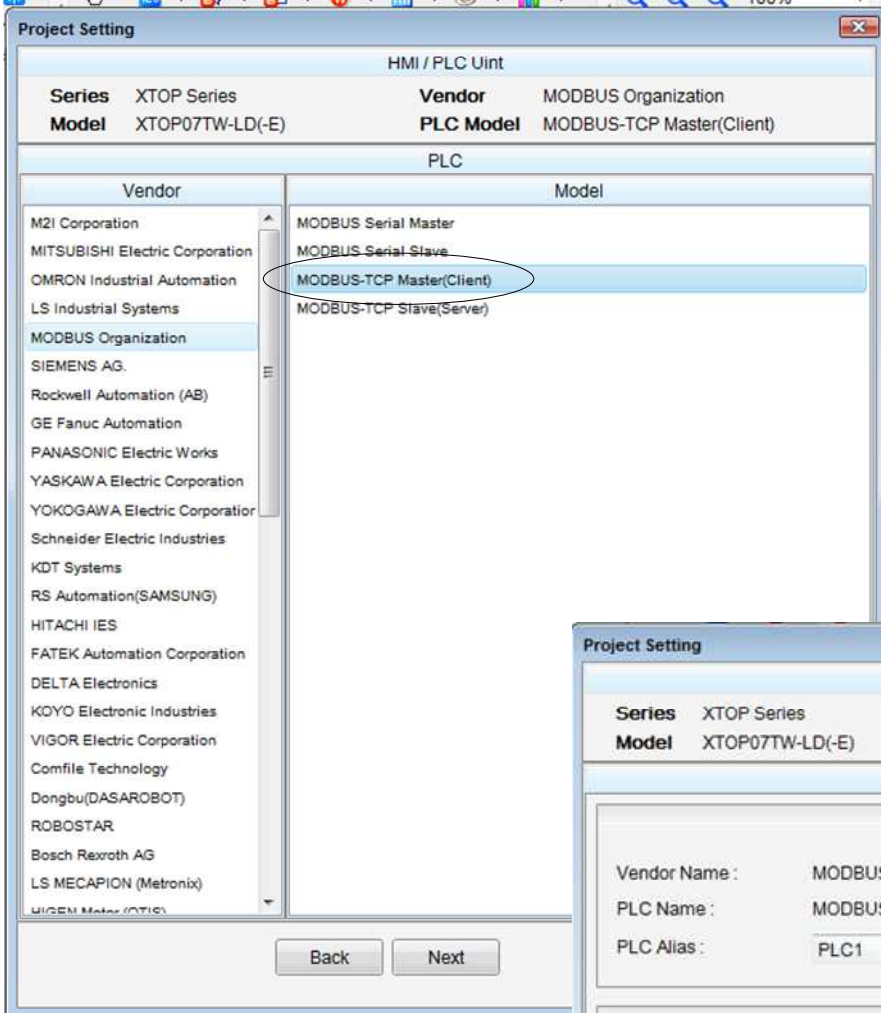 Project Setting
HMI / PLC Uint
Series XTOP Series Vendor MODBUS Organization
Model XTOP07TW-LD(-E) PLC Model MODBUS-TCP Master(Client)
PLC
Vendor Model
M2I Corporation
MITSUBISHI Electric Corporation
OMRON Industrial Automation
LS Industrial Systems
MODBUS Organization
SIEMENS AG.
Rockwell Automation (AB)
GE Fanuc Automation
PANASONIC Electric Works
YASKAWA Electric Corporation
YOKOGAWA Electric Corporation
Schneider Electric Industries
KDT Systems
RS Automation(SAMSUNG)
HITACHI IES
FATEK Automation Corporation
DELTA Electronics
KOYO Electronic Industries
VIGOR Electric Corporation
Comfile Technology
Dongbu(DASAROBOT)
ROBOSTAR
Bosch Rexroth AG
LS MECAPION (Metronix)
HIGEN Motor (OTIS)
MODBUS Serial Master
MODBUS Serial Slave
MODBUS-TCP Master(Client)
MODBUS-TCP Slave(Server)
Back Next
Project Setting
Series XTOP Series
Model XTOP07TW-LD(-E)
Vendor Name : MODBUS
PLC Name : MODBUS
PLC Alias : PLC1